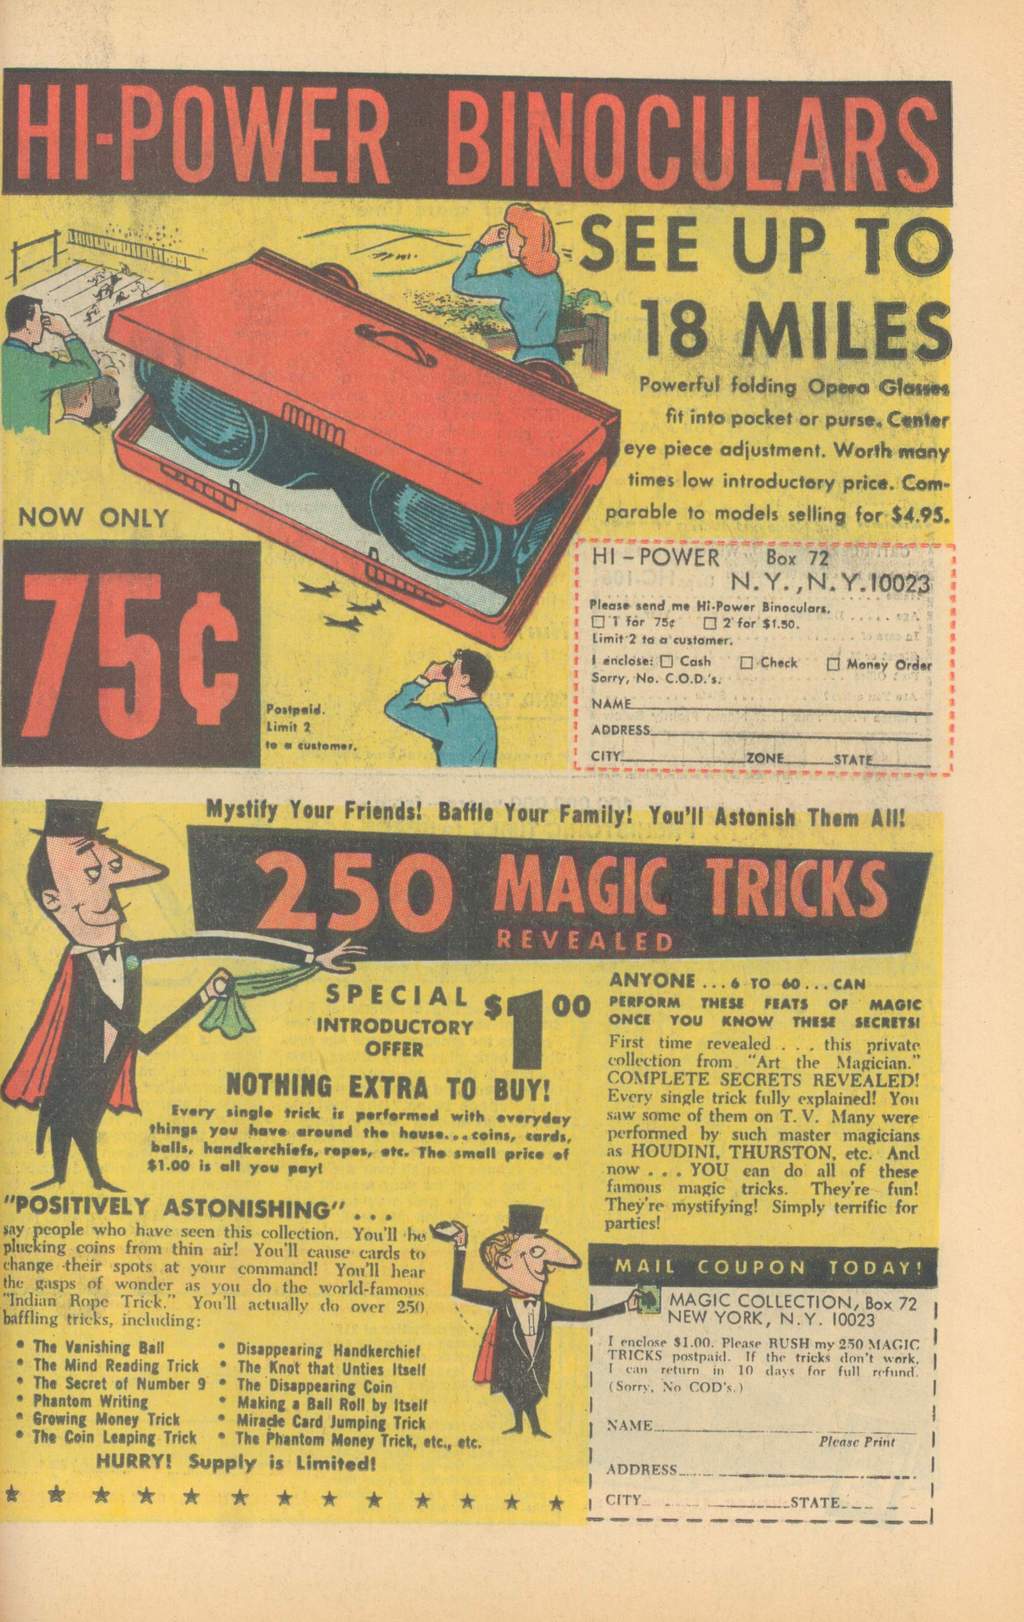 HI-POWER BINOCULARS
SEE UP TO
18 MILES
Powerful folding Opera Glasses
fit into pocket or purse. Center
eye piece adjustment. Worth many
times low introductory price. Com-
parable to models selling for $4.95.
NOW ONLY
75¢
Postpaid.
Limit 2
to a customer.
HI - POWER Box 72
N.Y., N.Y. 10023
Please send me Hi-Power Binoculars.
☐ 1 for 75¢ ☐ 2 for $1.50.
Limit 2 to a customer.
I enclose: ☐ Cash ☐ Check ☐ Money Order
Sorry, No. C.O.D.'s.
NAME
ADDRESS
CITY ZONE STATE
Mystify Your Friends! Baffle Your Family! You'll Astonish Them All!
250 MAGIC TRICKS
REVEALED
SPECIAL
INTRODUCTORY
OFFER
$1.00
NOTHING EXTRA TO BUY!
Every single trick is performed with everyday
things you have around the house...coins, cards,
balls, handkerchiefs, ropes, etc. The small price of
$1.00 is all you pay!
ANYONE ...6 TO 60...CAN
PERFORM THESE FEATS OF MAGIC
ONCE YOU KNOW THESE SECRETS!
First time revealed . . . this private
collection from "Art the Magician."
COMPLETE SECRETS REVEALED!
Every single trick fully explained! You
saw some of them on T. V. Many were
performed by such master magicians
as HOUDINI, THURSTON, etc. And
now . . . YOU can do all of these
famous magic tricks. They're fun!
They're mystifying! Simply terrific for
parties!
"POSITIVELY ASTONISHING" ...
say people who have seen this collection. You'll be
plucking coins from thin air! You'll cause cards to
change their spots at your command! You'll hear
the gasps of wonder as you do the world-famous
"Indian Rope Trick." You'll actually do over 250
baffling tricks, including:
• The Vanishing Ball
• The Mind Reading Trick
• The Secret of Number 9
• Phantom Writing
• Growing Money Trick
• The Coin Leaping Trick
• Disappearing Handkerchief
• The Knot that Unties Itself
• The Disappearing Coin
• Making a Ball Roll by Itself
• Miracle Card Jumping Trick
• The Phantom Money Trick, etc., etc.
HURRY! Supply is Limited!
MAIL COUPON TODAY!
MAGIC COLLECTION, Box 72
NEW YORK, N.Y. 10023
I enclose $1.00. Please RUSH my 250 MAGIC
TRICKS postpaid. If the tricks don't work,
I can return in 10 days for full refund.
(Sorry, No COD's.)
NAME
Please Print
ADDRESS
CITY STATE